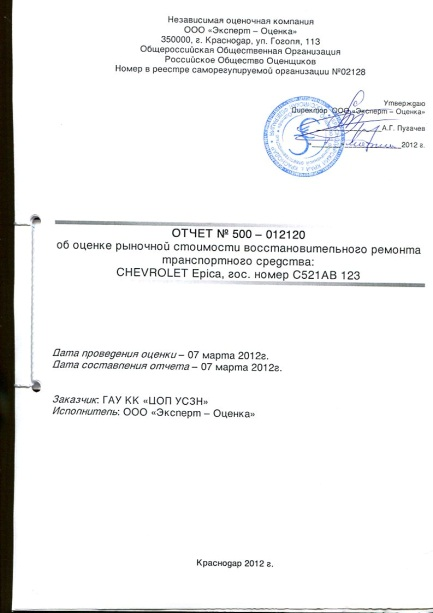 Независимая оценочная компания
ООО «Эксперт – Оценка»
350000, г. Краснодар, ул. Гоголя, 113
Общероссийская Общественная Организация
Российское Общество Оценщиков
Номер в реестре саморегулируемой организации №02128
Утверждаю
Директор ООО «Эксперт – Оценка»
А.Г. Пугачев
марта 2012 г.
ОТЧЕТ № 500 – 012120
об оценке рыночной стоимости восстановительного ремонта
транспортного средства:
CHEVROLET Epica, гос. номер С521АВ 123
Дата проведения оценки – 07 марта 2012г.
Дата составления отчета – 07 марта 2012г.
Заказчик: ГАУ КК «ЦОП УСЗН»
Исполнитель: ООО «Эксперт – Оценка»
Краснодар 2012 г.